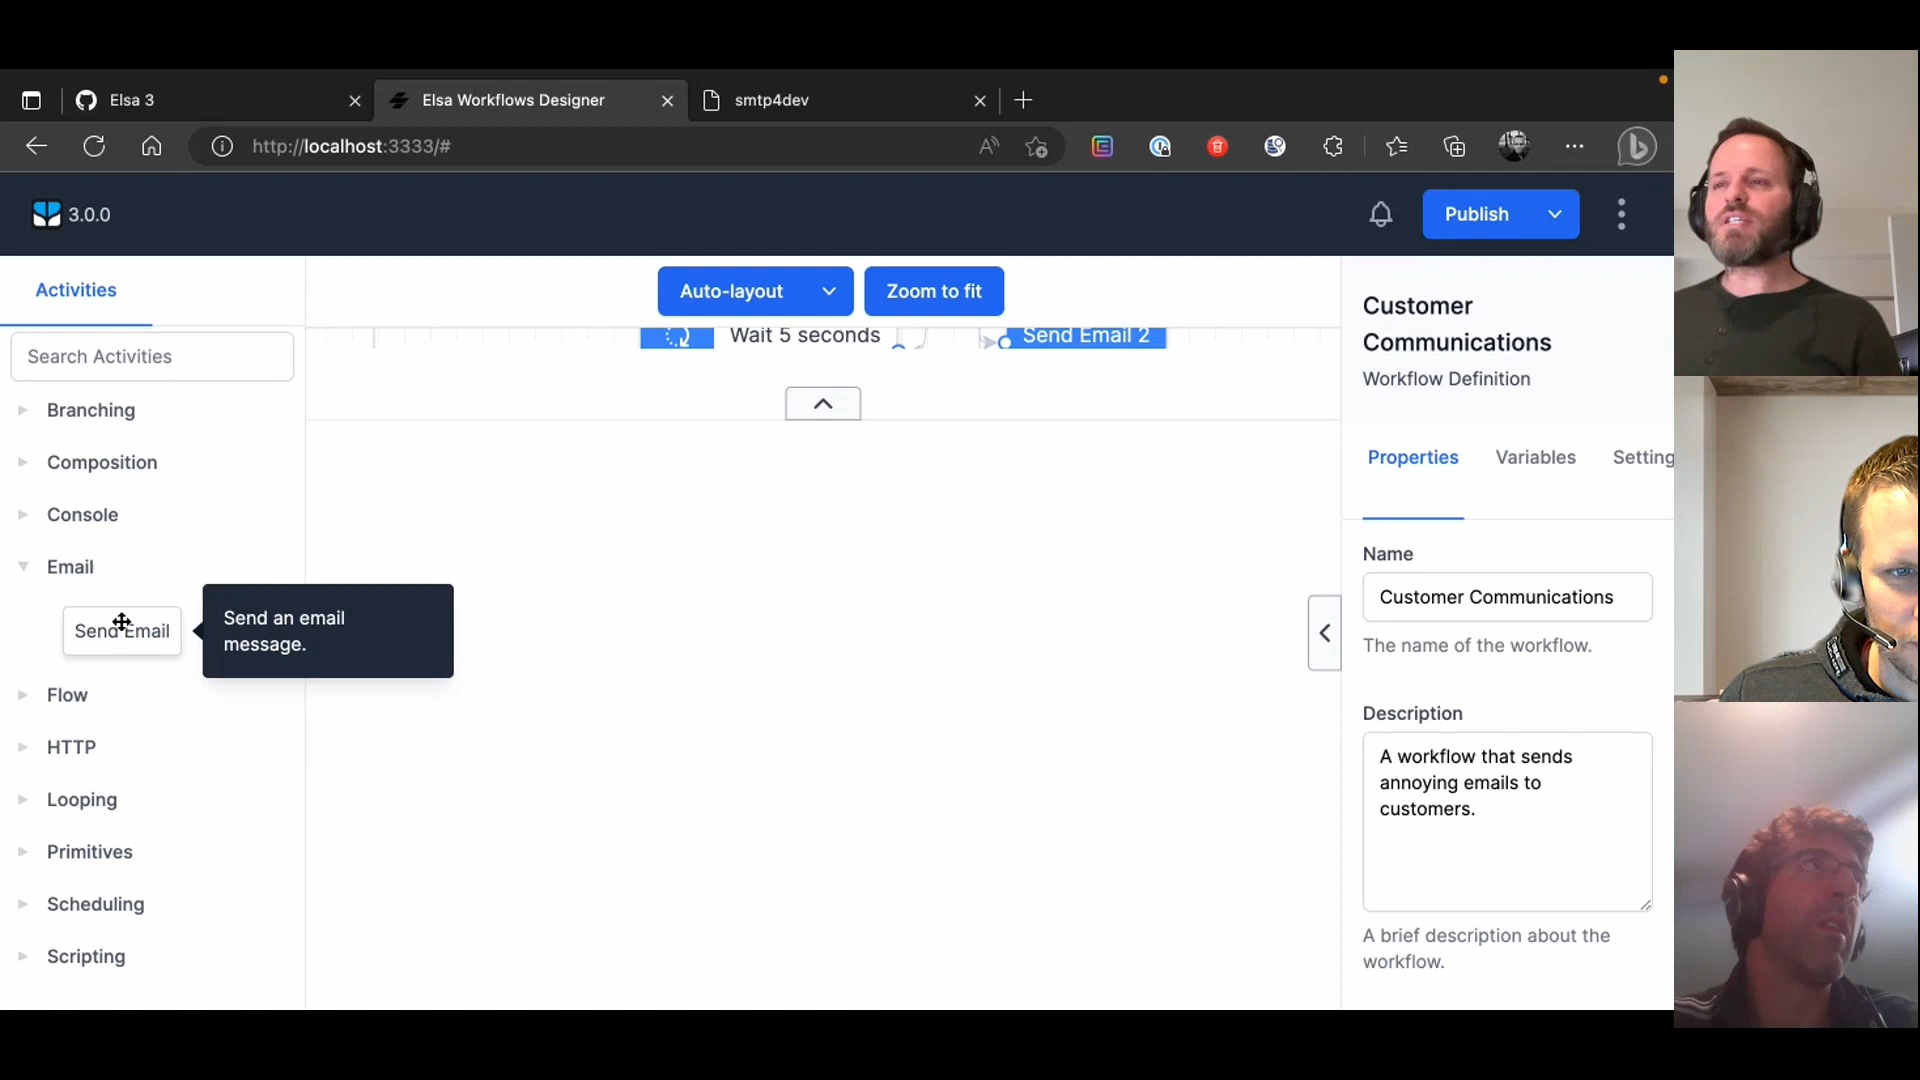 Elsa 3
Elsa Workflows Designer
smtp4dev
http://localhost:3333/#
3.0.0
Publish
Activities
Auto-layout
Zoom to fit
Search Activities
Wait 5 seconds
Send Email 2
Branching
Composition
Console
Email
Send Email
Send an email
message.
Flow
HTTP
Looping
Primitives
Scheduling
Scripting
Customer
Communications
Workflow Definition
Properties
Variables
Setting
Name
Customer Communications
The name of the workflow.
Description
A workflow that sends
annoying emails to
customers.
A brief description about the
workflow.